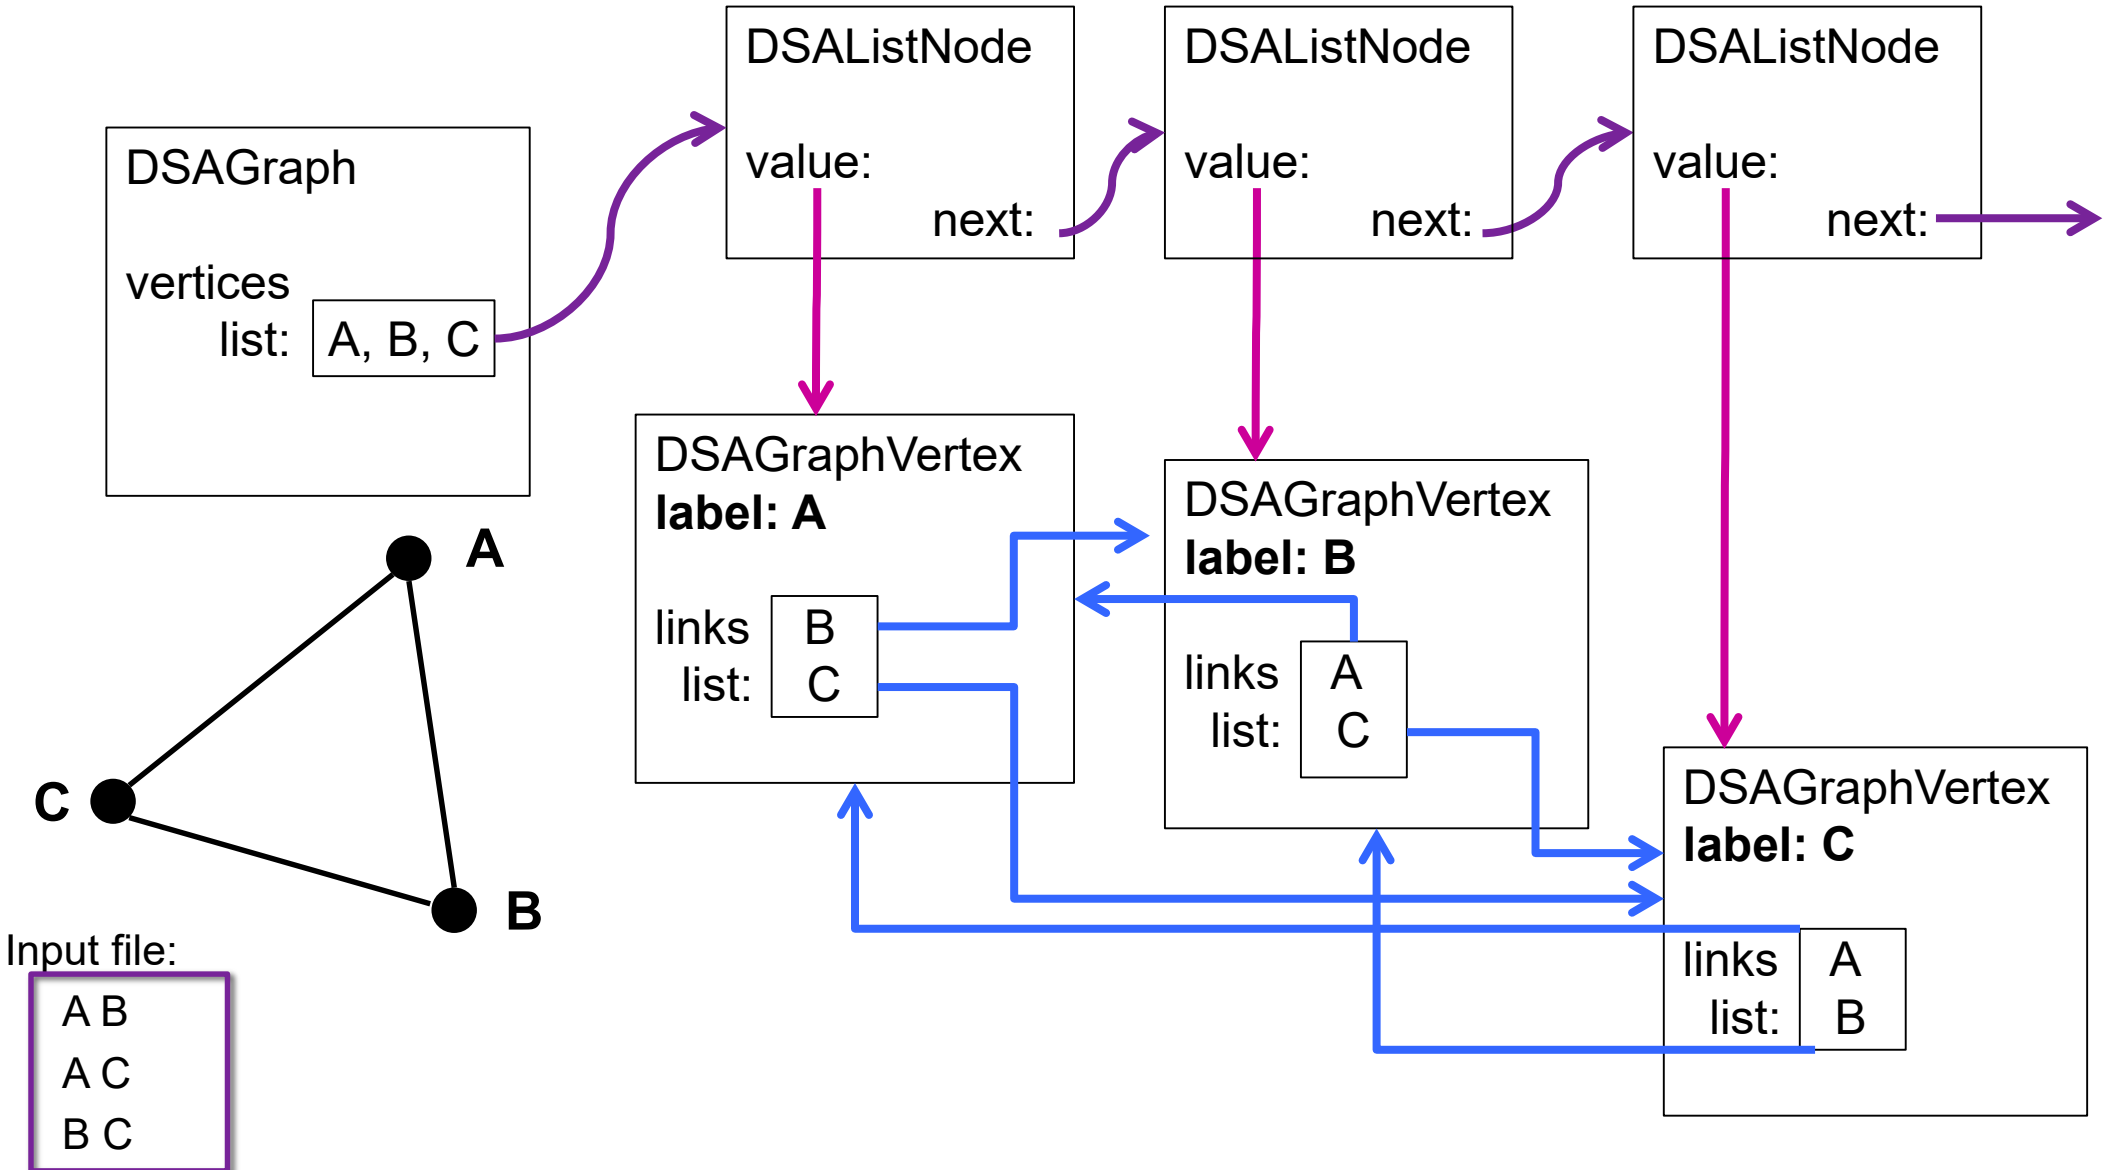 DSAGraph
vertices
list: A, B, C
DSAListNode
value:
next:
DSAListNode
value:
next:
DSAListNode
value:
next:
DSAGraphVertex
label: A
links B
list: C
DSAGraphVertex
label: B
links A
list: C
DSAGraphVertex
label: C
links A
list: B
A
C
B
Input file:
A B
A C
B C